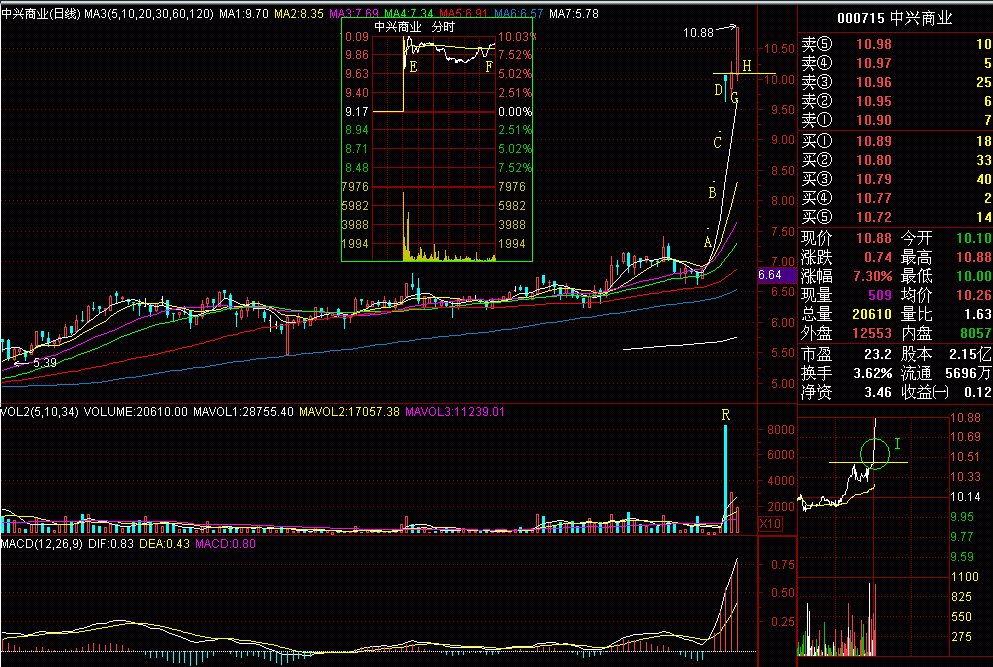 中兴商业(日线) MA3(5,10,20,30,60,120) MA1:9.70 MA2:8.35 MA3:7.69 MA4:7.34 MA5:6.91 MA6:6.57 MA7:5.78
中兴商业 分时
0.09 10.03%
9.86 7.52%
9.63 5.02%
9.40 2.51%
9.17 0.00%
8.94 2.51%
8.71 5.02%
8.48 7.52%
7976 7976
5982 5982
3988 3988
1994 1994
E
F
10.88
H
D
G
C
B
A
5.39
10.50
10.00
9.50
9.00
8.50
8.00
7.50
7.00
6.64
6.50
6.00
5.50
5.00
VOL2(5,10,34) VOLUME:20610.00 MAVOL1:28755.40 MAVOL2:17057.38 MAVOL3:11239.01
R
8000
6000
4000
2000
X10
MACD(12,26,9) DIF:0.83 DEA:0.43 MACD:0.80
0.75
0.50
0.25
000715 中兴商业
卖⑤ 10.98 10
卖④ 10.97 5
卖③ 10.96 25
卖② 10.95 6
卖① 10.90 7
买① 10.89 18
买② 10.80 33
买③ 10.79 40
买④ 10.77 2
买⑤ 10.72 14
现价 10.88 今开 10.10
涨跌 0.74 最高 10.88
涨幅 7.30% 最低 10.00
现量 509 均价 10.26
总量 20610 量比 1.63
外盘 12553 内盘 8057
市盈 23.2 股本 2.15亿
换手 3.62% 流通 5696万
净资 3.46 收益㈠ 0.12
I
10.88
10.69
10.51
10.33
10.14
9.95
9.77
9.59
1100
825
550
275